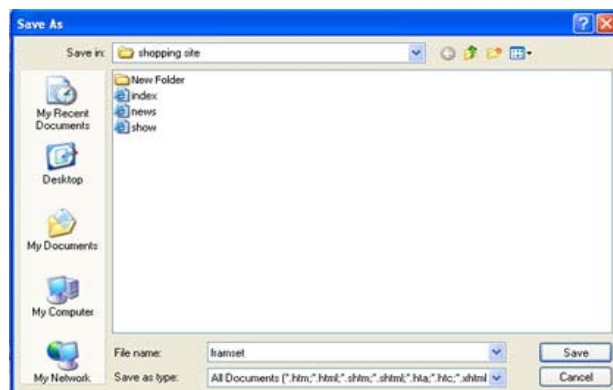 Save As
Save in: shopping site
New Folder
index
news
show
My Recent
Documents
Desktop
My Documents
My Computer
My Network
File name: framset
Save
Save as type: All Documents (*.htm;*.html;*.shtm;*.shtml;*.hta;*.htc;*.xhtml
Cancel